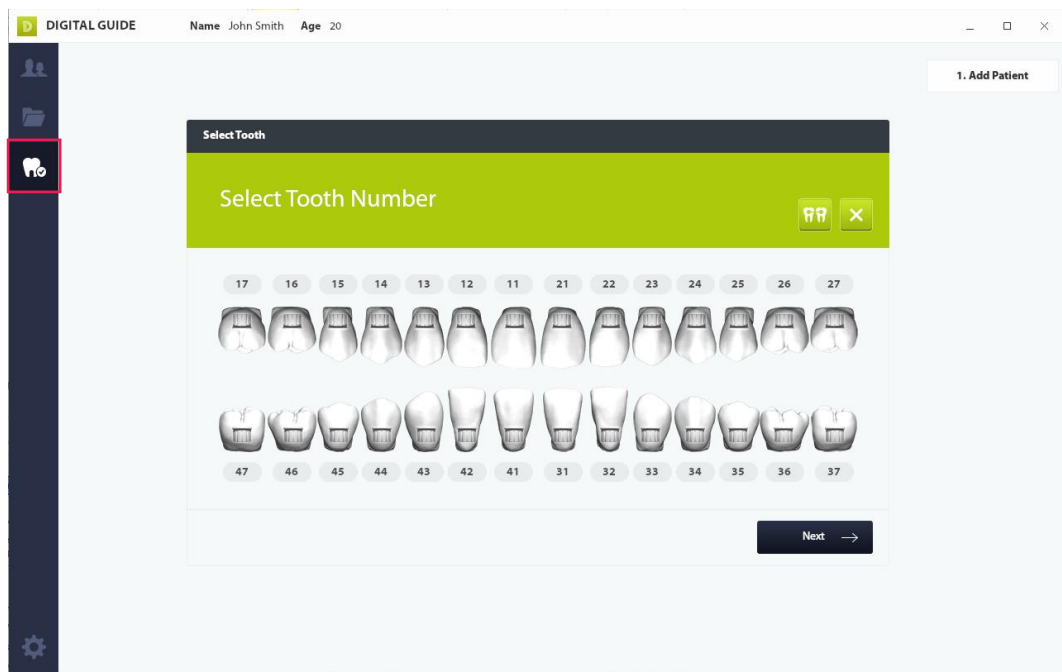 D DIGITAL GUIDE Name John Smith Age 20
1. Add Patient
Select Tooth
Select Tooth Number
17 16 15 14 13 12 11 21 22 23 24 25 26 27
47 46 45 44 43 42 41 31 32 33 34 35 36 37
Next